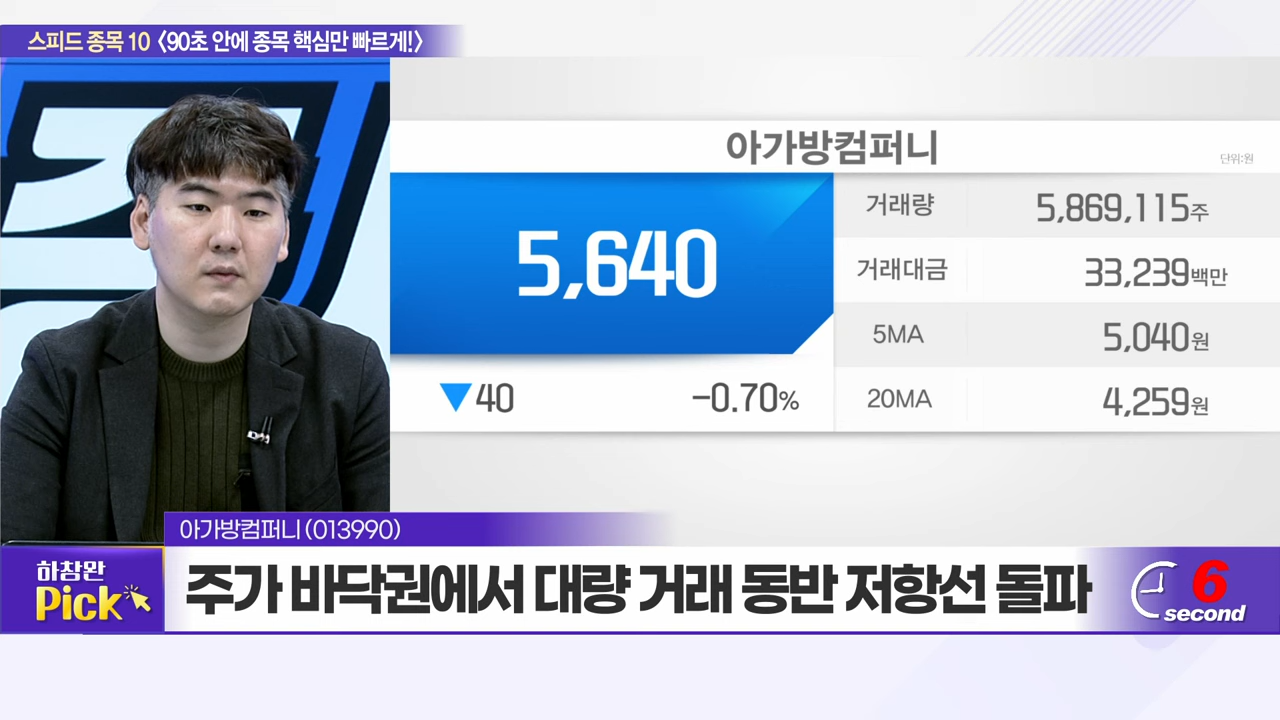 스피드 종목 10 〈90초 안에 종목 핵심만 빠르게!〉
아가방컴퍼니
단위:원
5,640
▼40 -0.70%
거래량 5,869,115주
거래대금 33,239백만
5MA 5,040원
20MA 4,259원
아가방컴퍼니 (013990)
하창완
Pick
주가 바닥권에서 대량 거래 동반 저항선 돌파
6
second